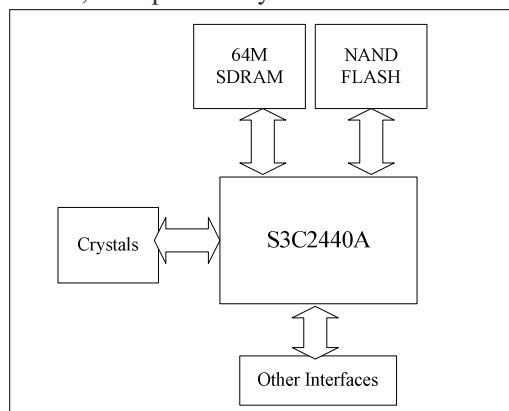 64M
SDRAM
NAND
FLASH
S3C2440A
Crystals
Other Interfaces